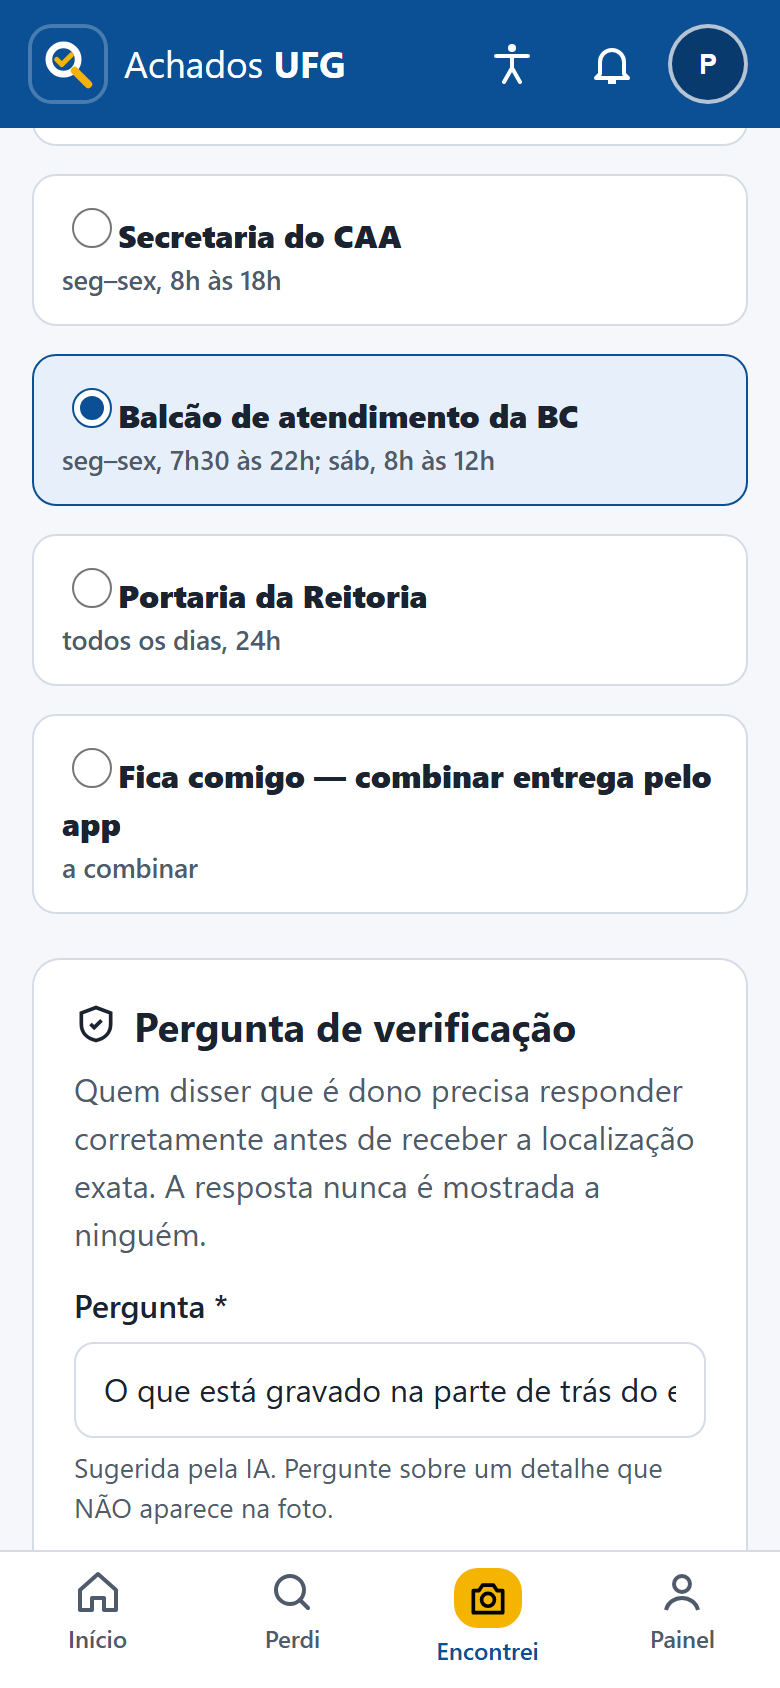 Achados UFG
P
Secretaria do CAA
seg–sex, 8h às 18h
Balcão de atendimento da BC
seg–sex, 7h30 às 22h; sáb, 8h às 12h
Portaria da Reitoria
todos os dias, 24h
Fica comigo — combinar entrega pelo
app
a combinar
Pergunta de verificação
Quem disser que é dono precisa responder
corretamente antes de receber a localização
exata. A resposta nunca é mostrada a
ninguém.
Pergunta *
O que está gravado na parte de trás do
Sugerida pela IA. Pergunte sobre um detalhe que
NÃO aparece na foto.
Início
Perdi
Encontrei
Painel